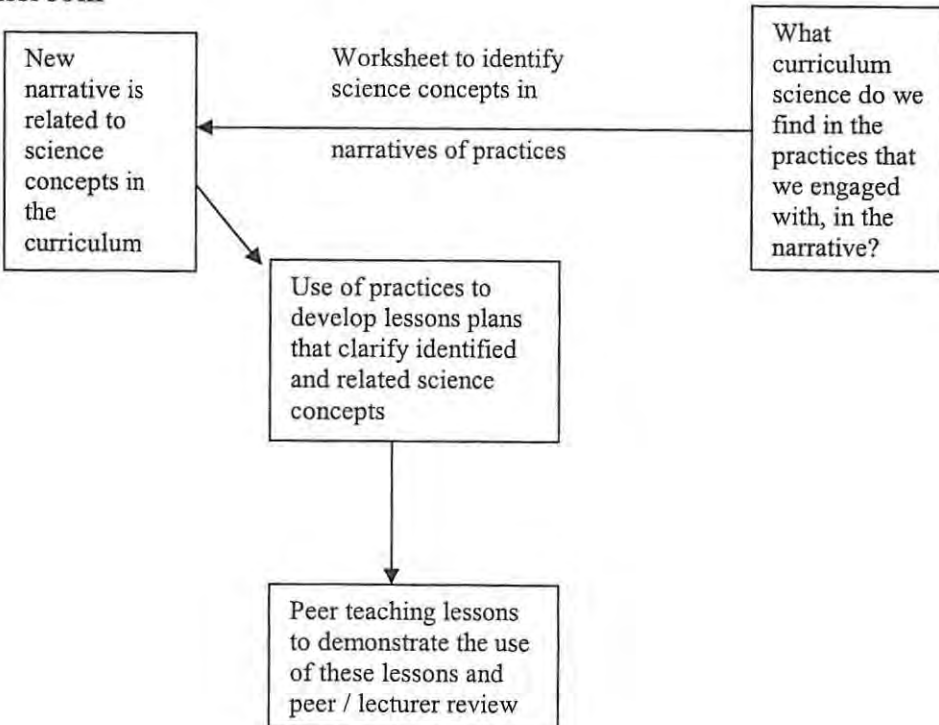 New
narrative is
related to
science
concepts in
the
curriculum
Worksheet to identify
science concepts in
narratives of practices
What
curriculum
science do we
find in the
practices that
we engaged
with, in the
narrative?
Use of practices to
develop lessons plans
that clarify identified
and related science
concepts
Peer teaching lessons
to demonstrate the use
of these lessons and
peer / lecturer review